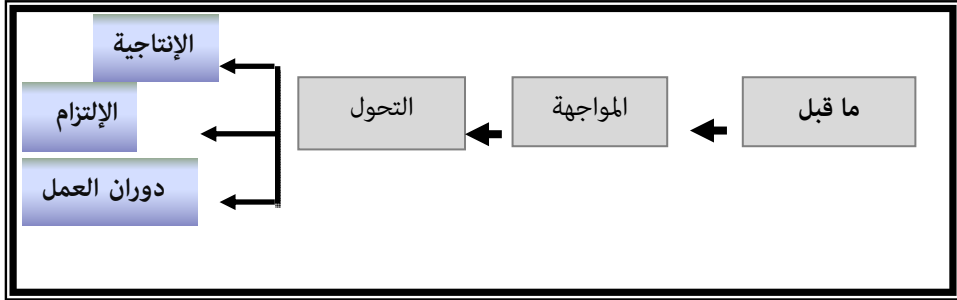 ما قبل
المواجهة
التحول
الإنتاجية
الإلتزام
دوران العمل